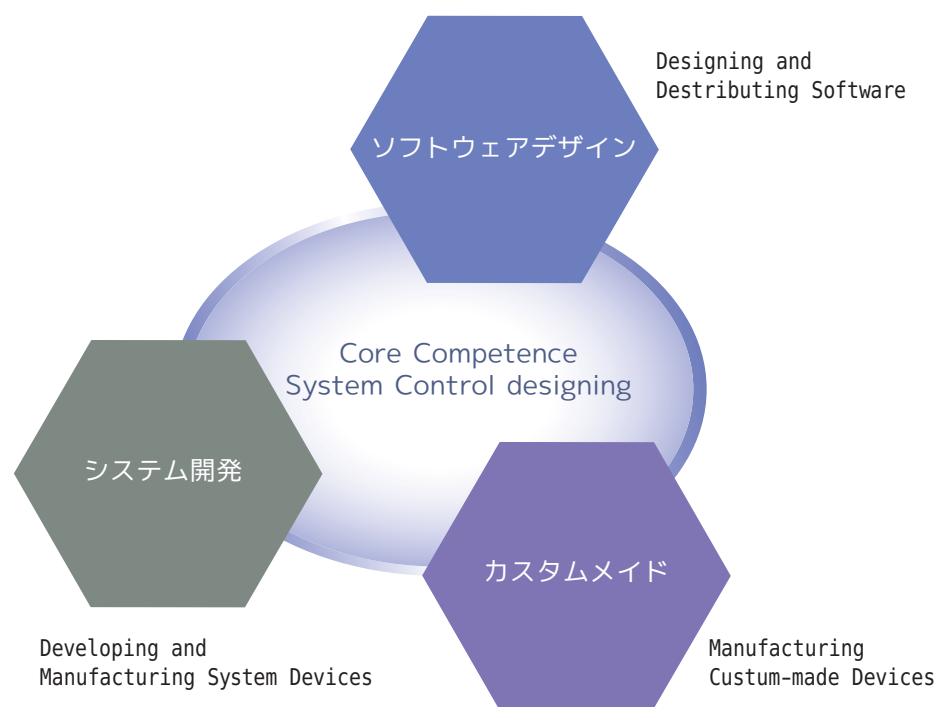 Designing and
Destributing Software
ソフトウェアデザイン
Core Competence
System Control designing
システム開発
カスタムメイド
Developing and
Manufacturing System Devices
Manufacturing
Custum-made Devices